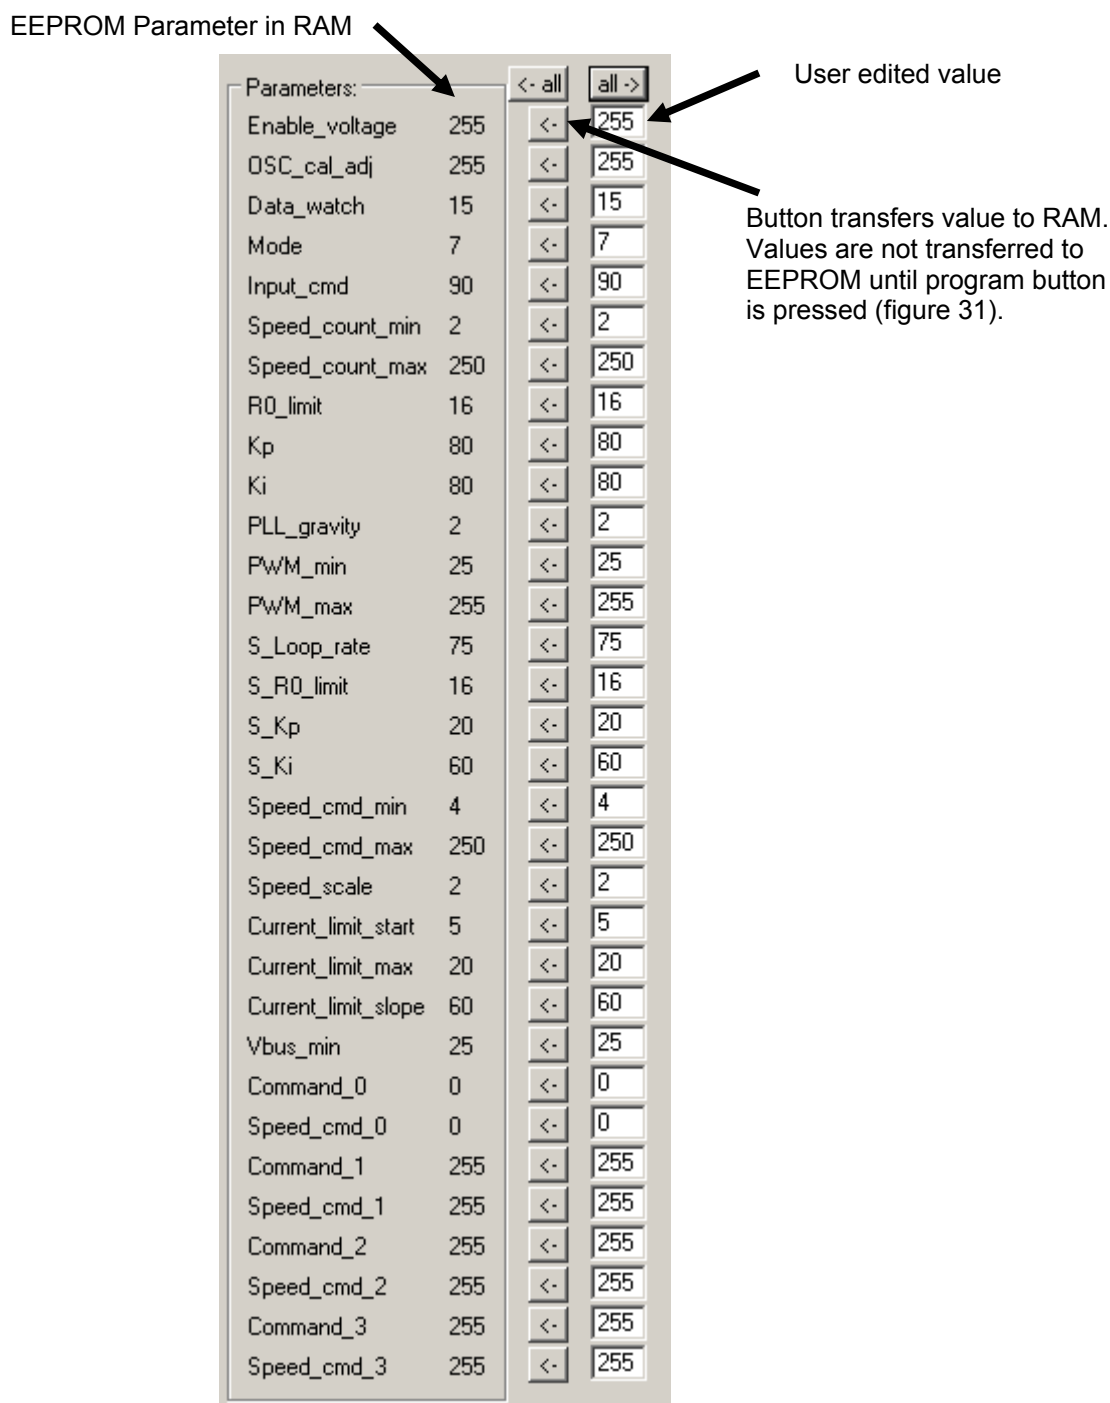 EEPROM Parameter in RAM
User edited value
Parameters: <- all all ->
Enable_voltage 255 <- 255
OSC_cal_adj 255 <- 255
Data_watch 15 <- 15
Mode 7 <- 7
Input_cmd 90 <- 90
Speed_count_min 2 <- 2
Speed_count_max 250 <- 250
R0_limit 16 <- 16
Kp 80 <- 80
Ki 80 <- 80
PLL_gravity 2 <- 2
PWM_min 25 <- 25
PWM_max 255 <- 255
S_Loop_rate 75 <- 75
S_R0_limit 16 <- 16
S_Kp 20 <- 20
S_Ki 60 <- 60
Speed_cmd_min 4 <- 4
Speed_cmd_max 250 <- 250
Speed_scale 2 <- 2
Current_limit_start 5 <- 5
Current_limit_max 20 <- 20
Current_limit_slope 60 <- 60
Vbus_min 25 <- 25
Command_0 0 <- 0
Speed_cmd_0 0 <- 0
Command_1 255 <- 255
Speed_cmd_1 255 <- 255
Command_2 255 <- 255
Speed_cmd_2 255 <- 255
Command_3 255 <- 255
Speed_cmd_3 255 <- 255
Button transfers value to RAM.
Values are not transferred to
EEPROM until program button
is pressed (figure 31).